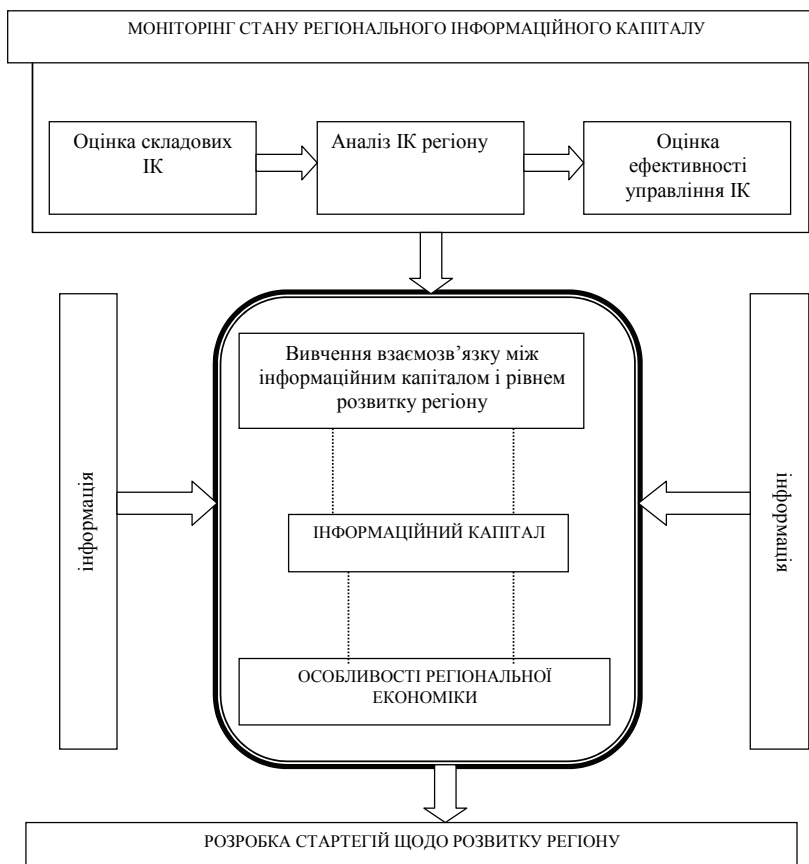 МОНІТОРІНГ СТАНУ РЕГІОНАЛЬНОГО ІНФОРМАЦІЙНОГО КАПІТАЛУ
Оцінка складових
ІК
Аналіз ІК регіону
Оцінка
ефективності
управління ІК
Вивчення взаємозв’язку між
інформаційним капіталом і рівнем
розвитку регіону
інформація
ІНФОРМАЦІЙНИЙ КАПІТАЛ
інформація
ОСОБЛИВОСТІ РЕГІОНАЛЬНОЇ
ЕКОНОМІКИ
РОЗРОБКА СТАРТЕГІЙ ЩОДО РОЗВИТКУ РЕГІОНУ